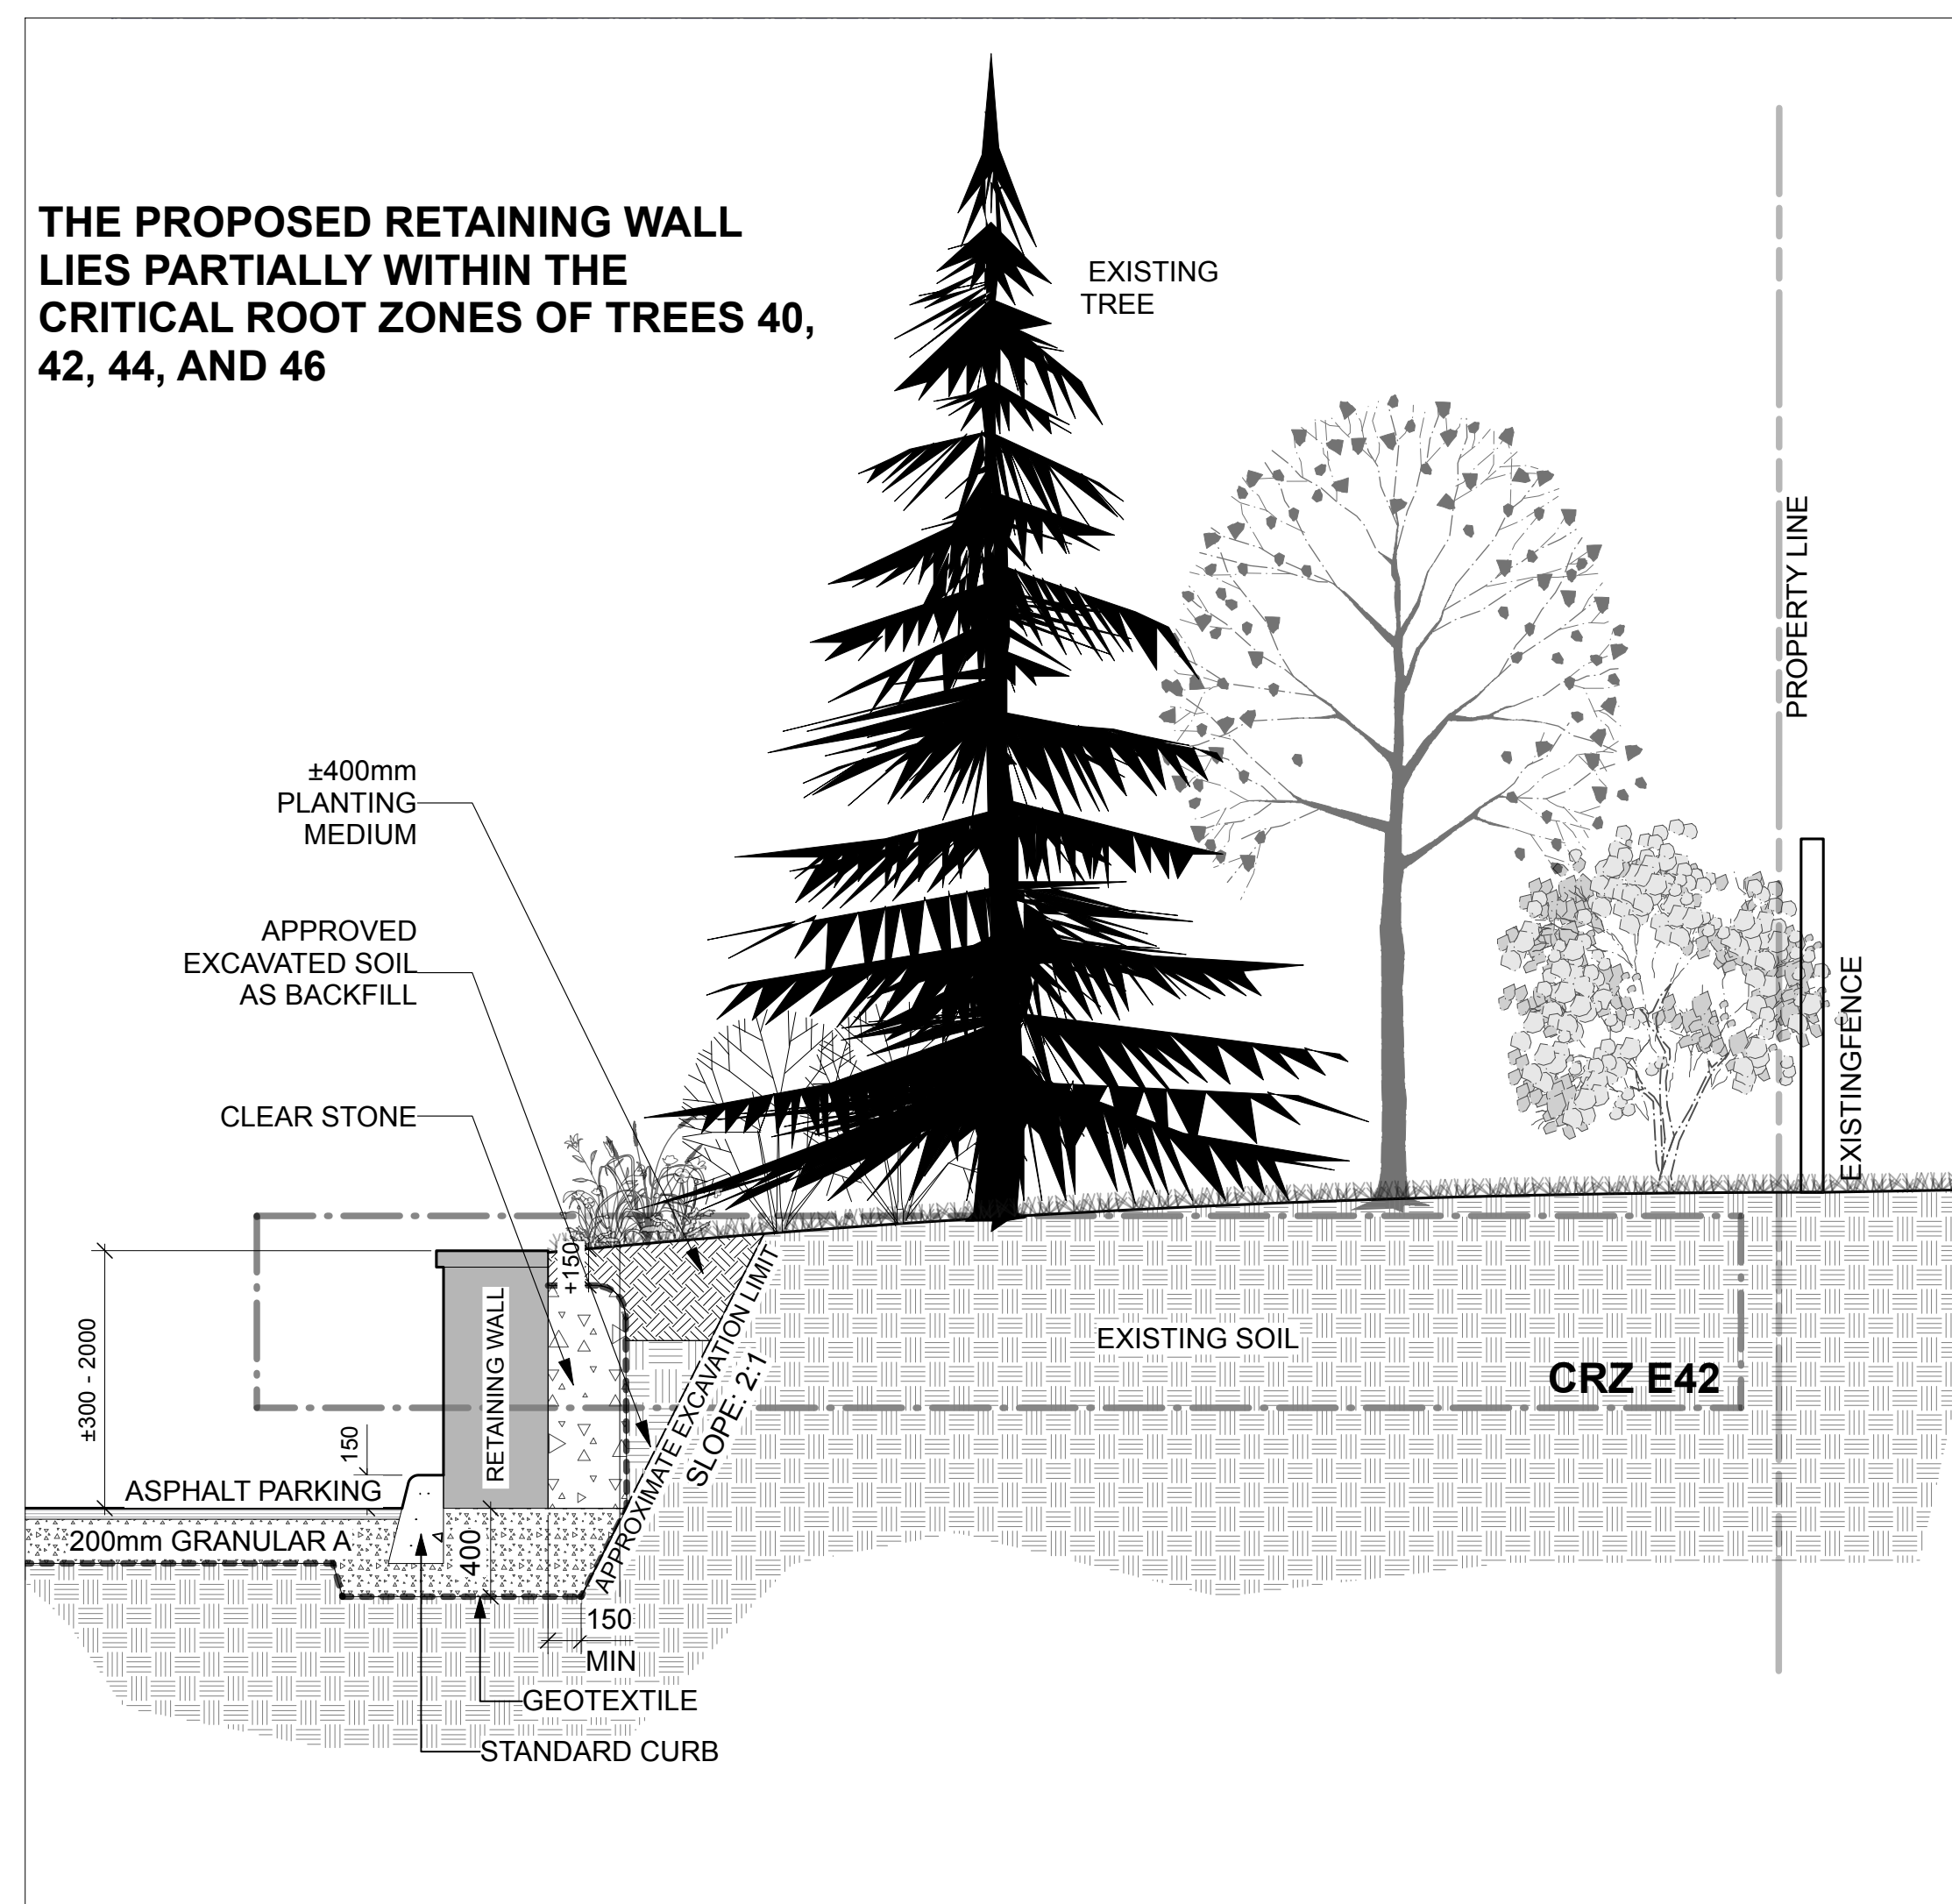 THE PROPOSED RETAINING WALL
LIES PARTIALLY WITHIN THE
CRITICAL ROOT ZONES OF TREES 40,
42, 44, AND 46
EXISTING
TREE
PROPERTY LINE
±400mm
PLANTING
MEDIUM
APPROVED
EXCAVATED SOIL
AS BACKFILL
EXISTINGFENCE
CLEAR STONE
+150
RETAINING WALL
APPROXIMATE EXCAVATION LIMIT
SLOPE: 2:1
EXISTING SOIL
CRZ E42
±300 - 2000
150
ASPHALT PARKING
200mm GRANULAR A
400
150
MIN
GEOTEXTILE
STANDARD CURB